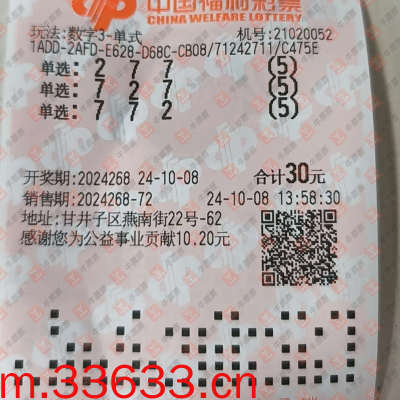 中国福利彩票
CHINA WELFARE LOTTERY
玩法:数字3-单式 机号:21020052
1ADD-2AFD-E628-D68C-CB08/71242711/C475E
单选: 2 7 7 (5)
单选: 7 2 7 (5)
单选: 7 7 2 (5)
开奖期:2024268 24-10-08 合计30元
销售期:2024268-72 24-10-08 13:58:30
地址:甘井子区燕南街22号-62
感谢您为公益事业贡献10.20元
m.33633.cn